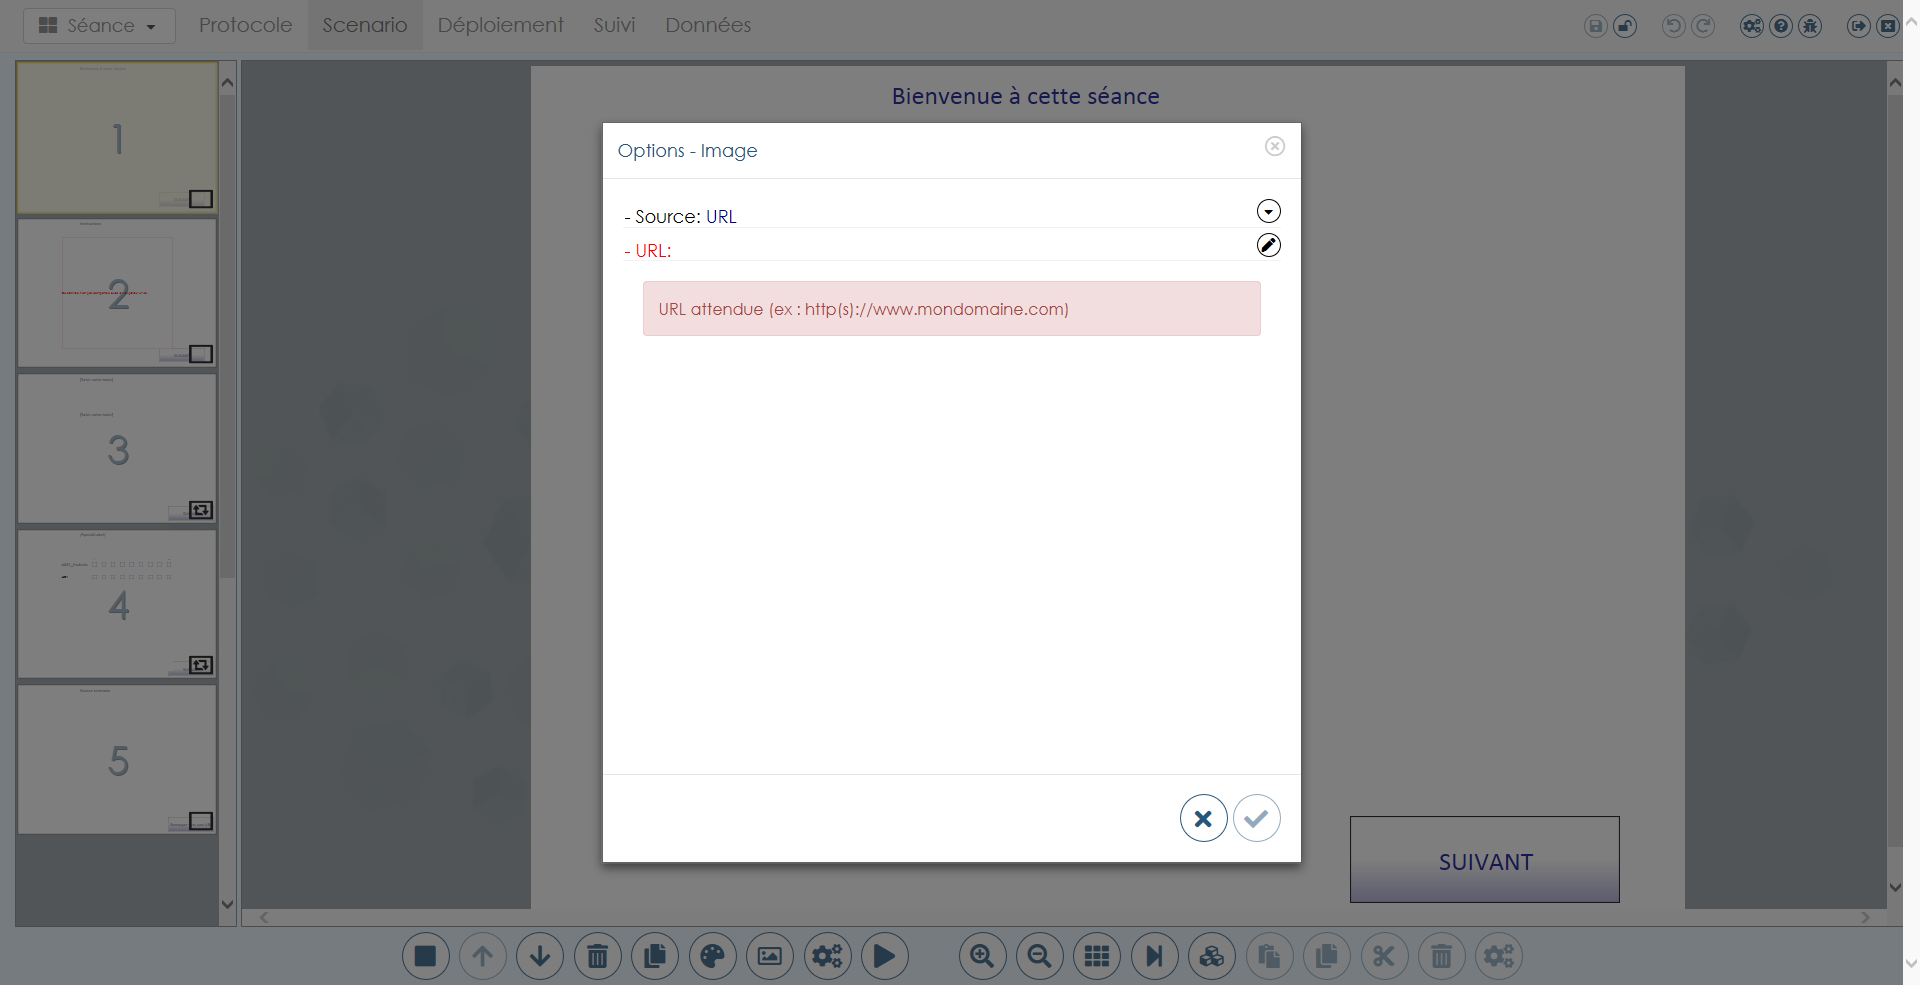 Séance
Protocole
Scenario
Déploiement
Suivi
Données
Bienvenue à cette séance
Options - Image
- Source: URL
- URL:
URL attendue (ex : http(s)://www.mondomaine.com)
1
2
3
4
5
SUIVANT